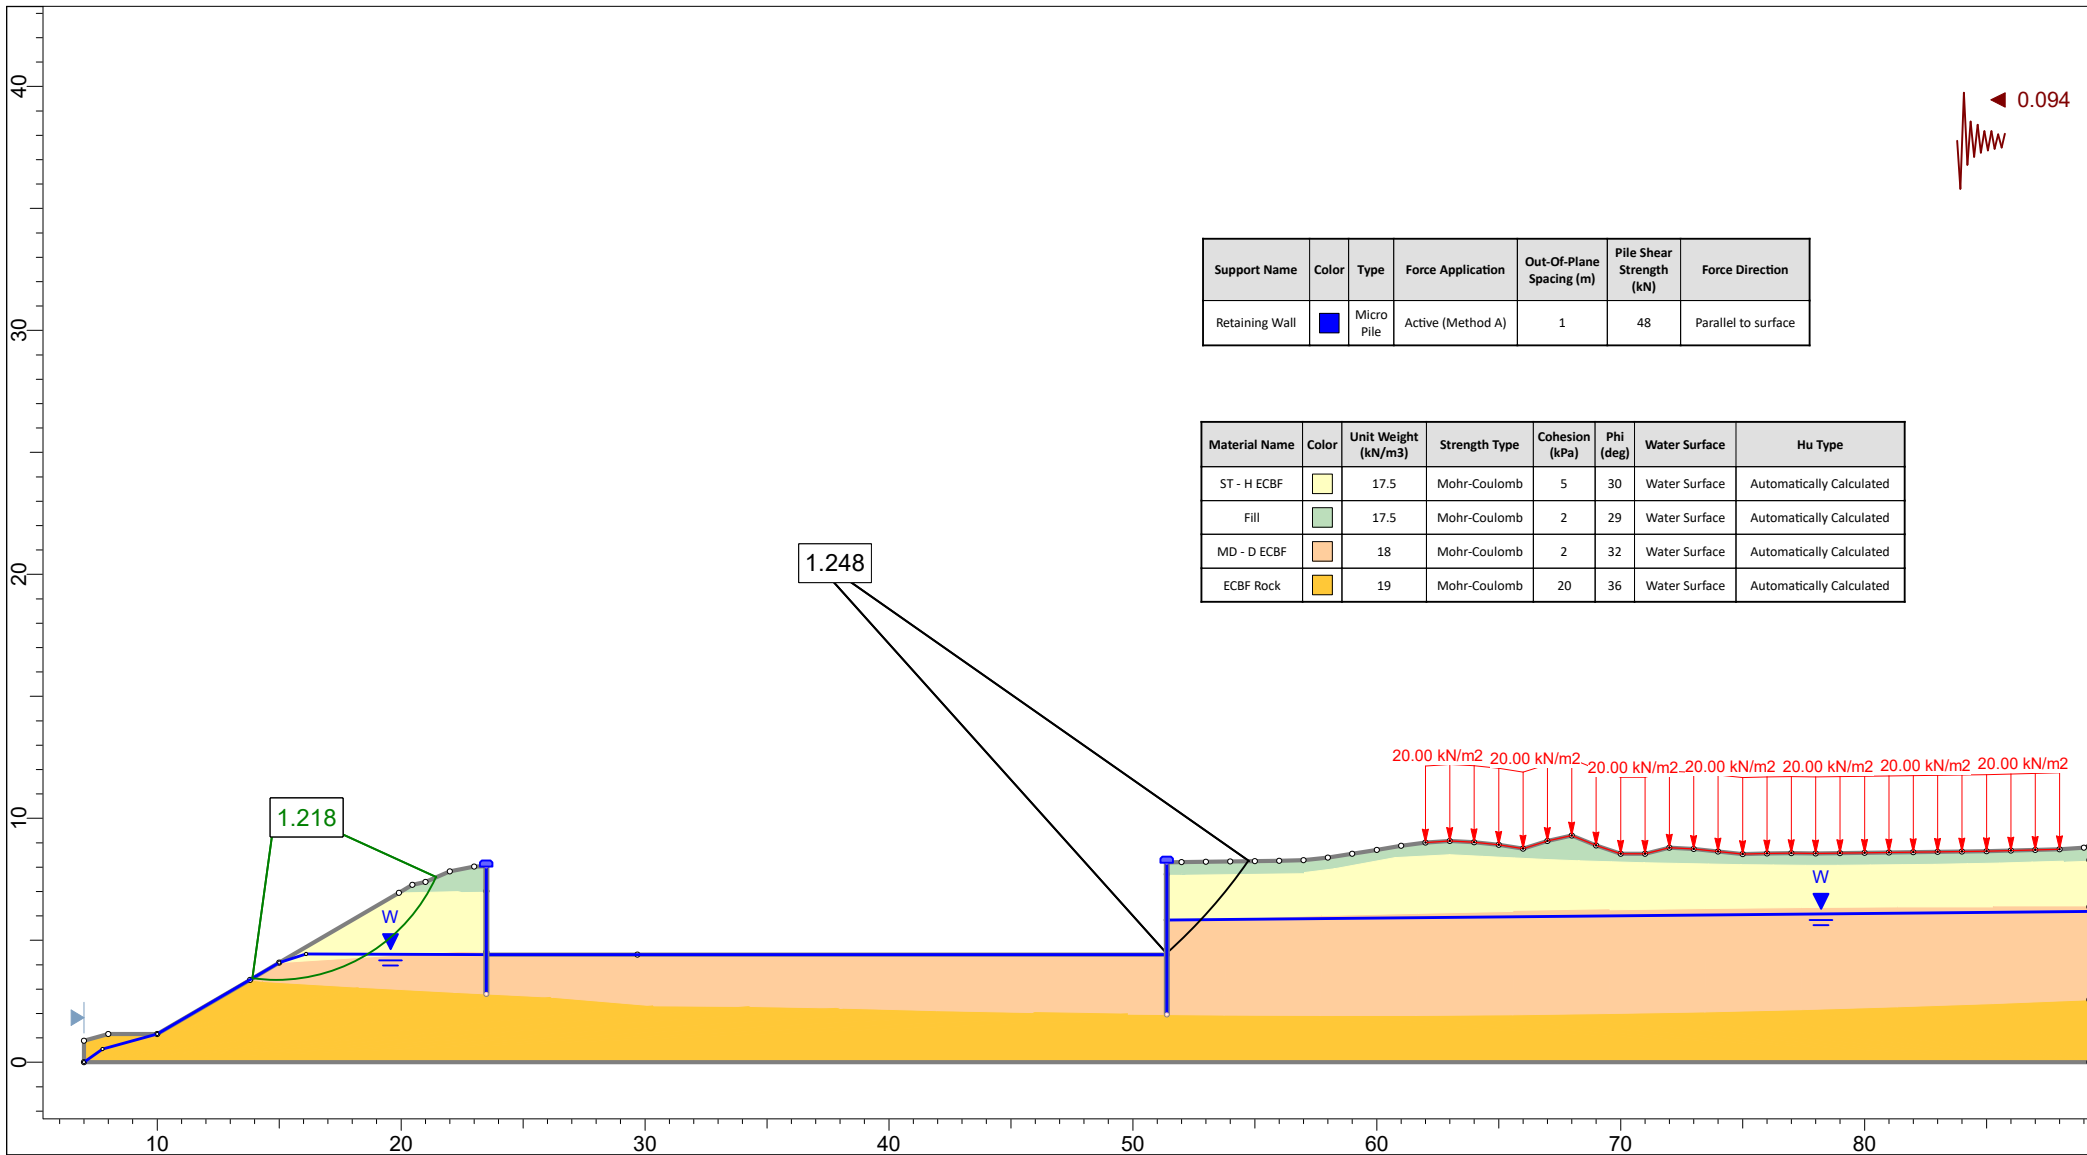 40
0.094
Support Name Color Type Force Application Out-Of-Plane Spacing (m) Pile Shear Strength (kN) Force Direction
Retaining Wall Micro Pile Active (Method A) 1 48 Parallel to surface
30
Material Name Color Unit Weight (kN/m3) Strength Type Cohesion (kPa) Phi (deg) Water Surface Hu Type
ST - H ECBF 17.5 Mohr-Coulomb 5 30 Water Surface Automatically Calculated
Fill 17.5 Mohr-Coulomb 2 29 Water Surface Automatically Calculated
MD - D ECBF 18 Mohr-Coulomb 2 32 Water Surface Automatically Calculated
ECBF Rock 19 Mohr-Coulomb 20 36 Water Surface Automatically Calculated
1.248
20
20.00 kN/m2 20.00 kN/m2 20.00 kN/m2 20.00 kN/m2 20.00 kN/m2 20.00 kN/m2 20.00 kN/m2
1.218
10
W
W
0
10 20 30 40 50 60 70 80